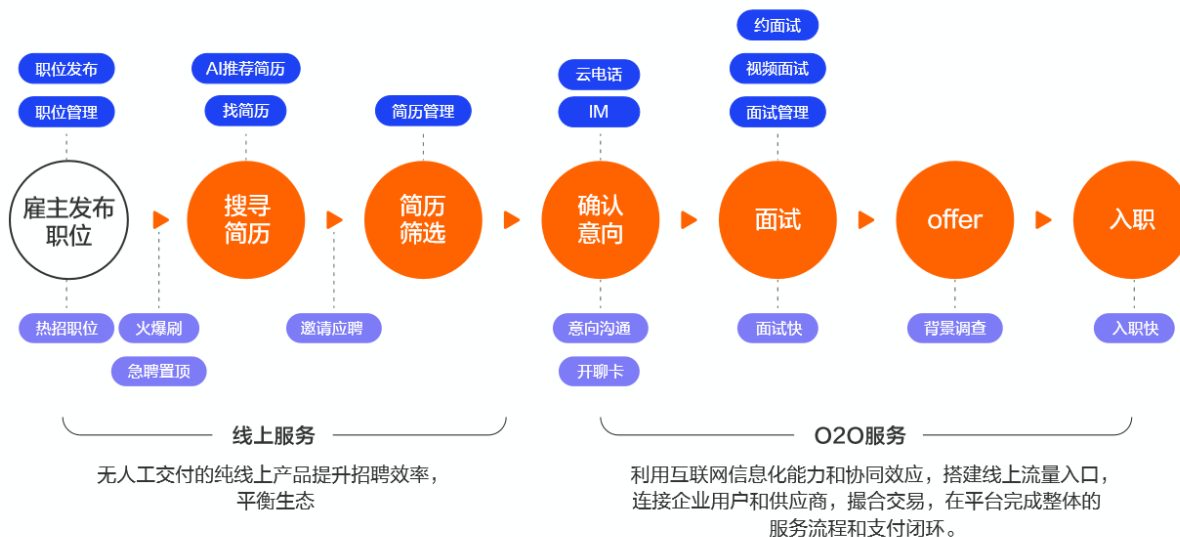 约面试
职位发布
AI推荐简历
云电话
视频面试
职位管理
找简历
简历管理
IM
面试管理
雇主发布
职位
搜寻
简历
简历
筛选
确认
意向
面试
offer
入职
热招职位
火爆刷
邀请应聘
意向沟通
面试快
背景调查
入职快
急聘置顶
开聊卡
线上服务
O2O服务
无人工交付的纯线上产品提升招聘效率，
平衡生态
利用互联网信息化能力和协同效应，搭建线上流量入口，
连接企业用户和供应商，撮合交易，在平台完成整体的
服务流程和支付闭环。